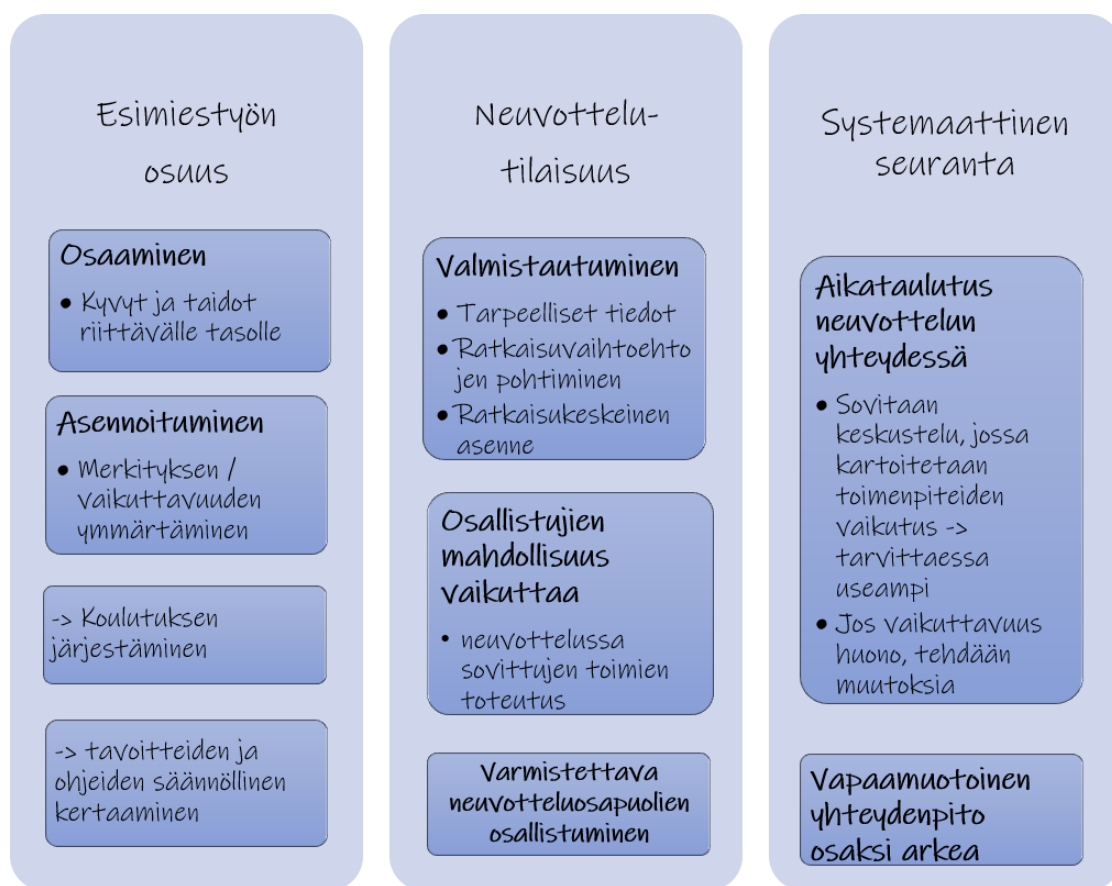 Esimiestyön
osuus
Osaaminen
• Kyvyt ja taidot
riittävälle tasolle
Asennoituminen
• Merkityksen /
vaikuttavuuden
ymmärtäminen
-> Koulutuksen
järjestäminen
-> tavoitteiden ja
ohjeiden säännöllinen
kertaaminen
Neuvottelu-
tilaisuus
Valmistautuminen
• Tarpeelliset tiedot
• Ratkaisuvaihtoehto
jen pohtiminen
• Ratkaisukeskeinen
asenne
Osallistujien
mahdollisuus
vaikuttaa
• neuvottelussa
sovittujen toimien
toteutus
Varmistettava
neuvotteluosapuolien
osallistuminen
Systemaattinen
seuranta
Aikataulutus
neuvottelun
yhteydessä
• Sovitaan
keskustelu, jossa
kartoitetaan
toimenpiteiden
vaikutus ->
tarvittaessa
useampi
• Jos vaikuttavuus
huono, tehdään
muutoksia
Vapaamuotoinen
yhteydenpito
osaksi arkea